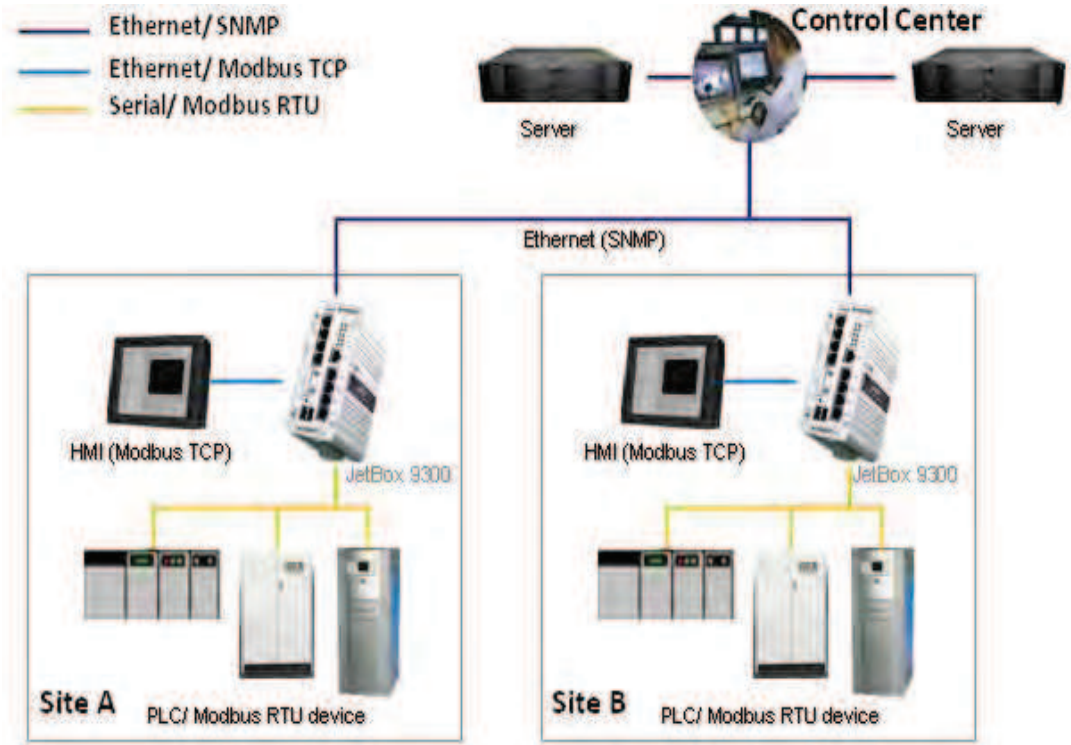 Ethernet/ SNMP
Ethernet/ Modbus TCP
Serial/ Modbus RTU
Control Center
Server
Server
Ethernet (SNMP)
HMI (Modbus TCP)
JetBox 9300
Site A
PLC/ Modbus RTU device
HMI (Modbus TCP)
JetBox 9300
Site B
PLC/ Modbus RTU device